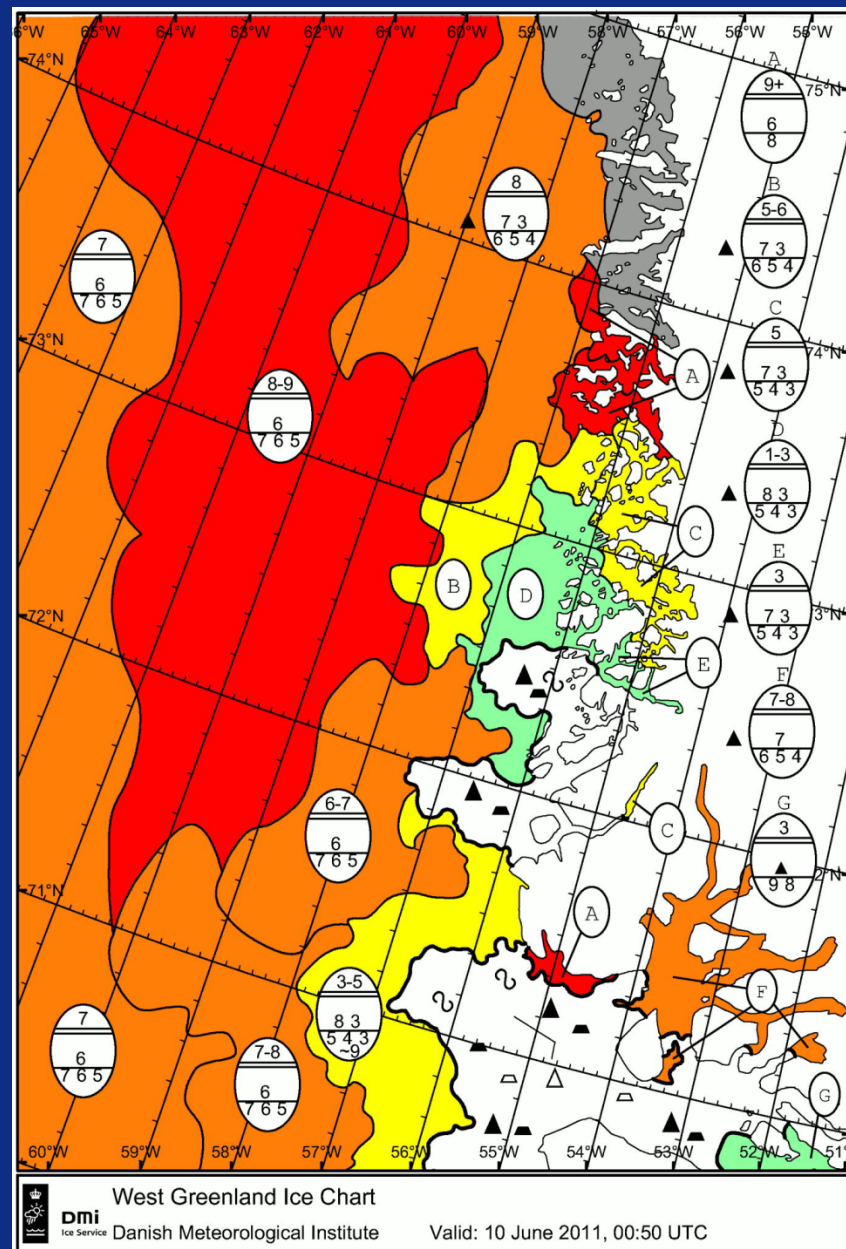 66°W 65°W 64°W 63°W 62°W 61°W 60°W 59°W 58°W 57°W 56°W 55°W
74°N
75°N
A
9+
6
8
B
5-6
7 3
6 5 4
8
7 3
6 5 4
7
6
7 6 5
73°N
74°N
C
5
7 3
5 4 3
A
8-9
6
7 6 5
D
1-3
8 3
5 4 3
C
E
3
7 3
5 4 3
73°N
B
D
72°N
E
F
7-8
7
6 5 4
6-7
6
7 6 5
C
G
3
9 8
2°N
71°N
A
F
3-5
8 3
5 4 3
~9
7
6
7 6 5
7-8
6
7 6 5
G
60°W 59°W 58°W 57°W 56°W 55°W 54°W 53°W 52°W 51°
DMi
Ice Service
West Greenland Ice Chart
Danish Meteorological Institute Valid: 10 June 2011, 00:50 UTC